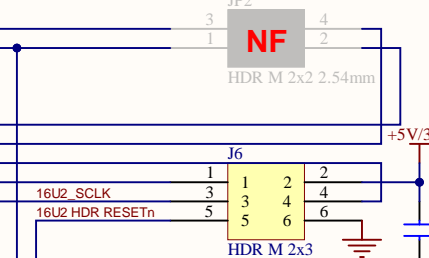 JF2
3 4
1 2
NF
HDR M 2x2 2.54mm
+5V/3
J6
1 1 2 2
16U2_SCLK 3 3 4 4
16U2 HDR RESETn 5 5 6 6
HDR M 2x3